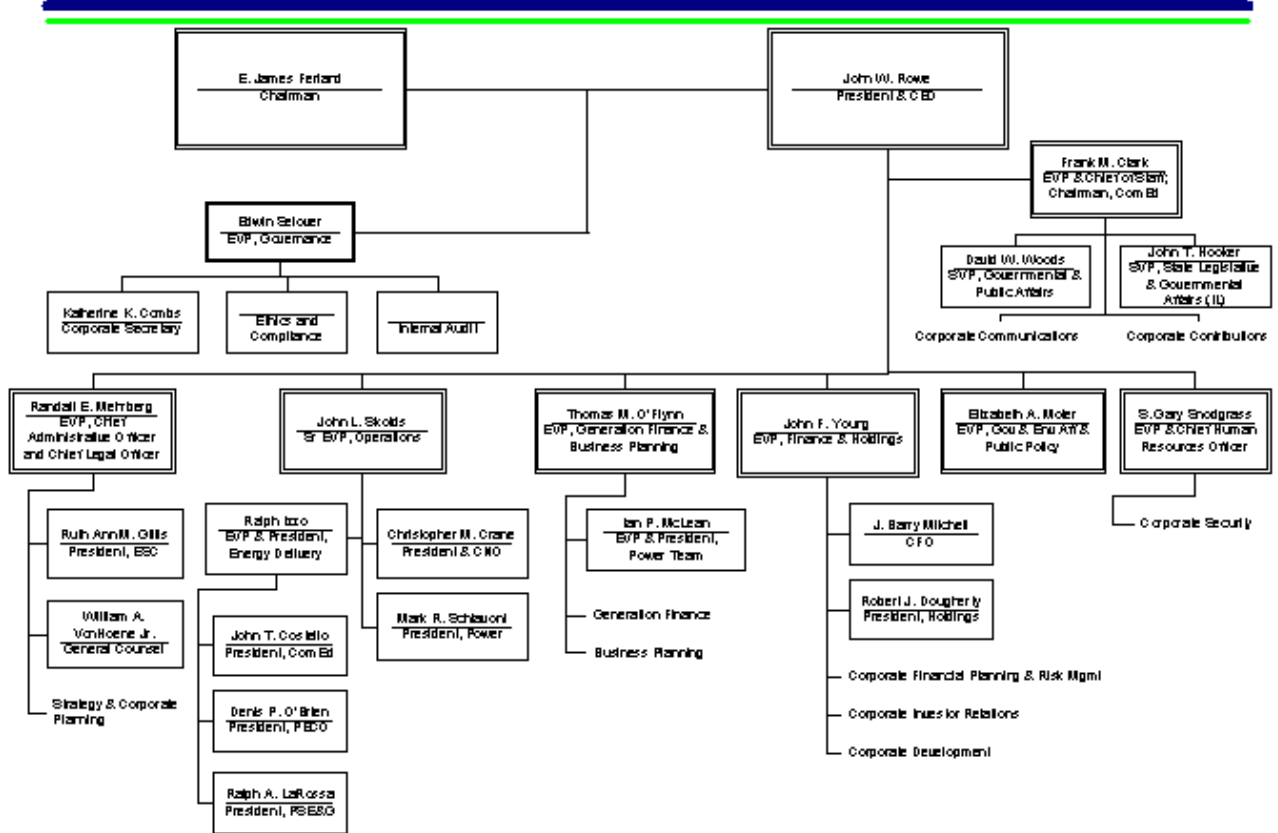 E. James Ferland
Chairman
John W. Rowe
President & CEO
Frank M. Clark
EVP & Chief of Staff;
Chairman, ComEd
Edwin Selover
EVP, Governance
David W. Woods
SVP, Governmental &
Public Affairs
John T. Hooker
SVP, State Legislative
& Governmental
Affairs (IL)
Katherine K. Combs
Corporate Secretary
Ethics and
Compliance
Internal Audit
Corporate Communications
Corporate Contributions
Randall E. Mehrberg
EVP, Chief
Administrative Officer
and Chief Legal Officer
John L. Skolds
Sr EVP, Operations
Thomas M. O'Flynn
EVP, Generation Finance &
Business Planning
John F. Young
EVP, Finance & Holdings
Elizabeth A. Moler
EVP, Gov & Env Aff &
Public Policy
S.Gary Snodgrass
EVP & Chief Human
Resources Officer
Ruth Ann M. Gillis
President, BSC
Ralph Izzo
EVP & President,
Energy Delivery
Christopher M. Crane
President & CNO
Ian P. McLean
EVP & President,
Power Team
J. Barry Mitchell
CFO
Corporate Security
William A.
VonHoene Jr.
General Counsel
John T. Costello
President, ComEd
Mark R. Schiavoni
President, Power
Generation Finance
Business Planning
Robert J. Dougherty
President, Holdings
Strategy & Corporate
Planning
Denis P. O'Brien
President, PECO
Corporate Financial Planning & Risk Mgmt
Corporate Investor Relations
Corporate Development
Ralph A. LaRossa
President, PSE&G